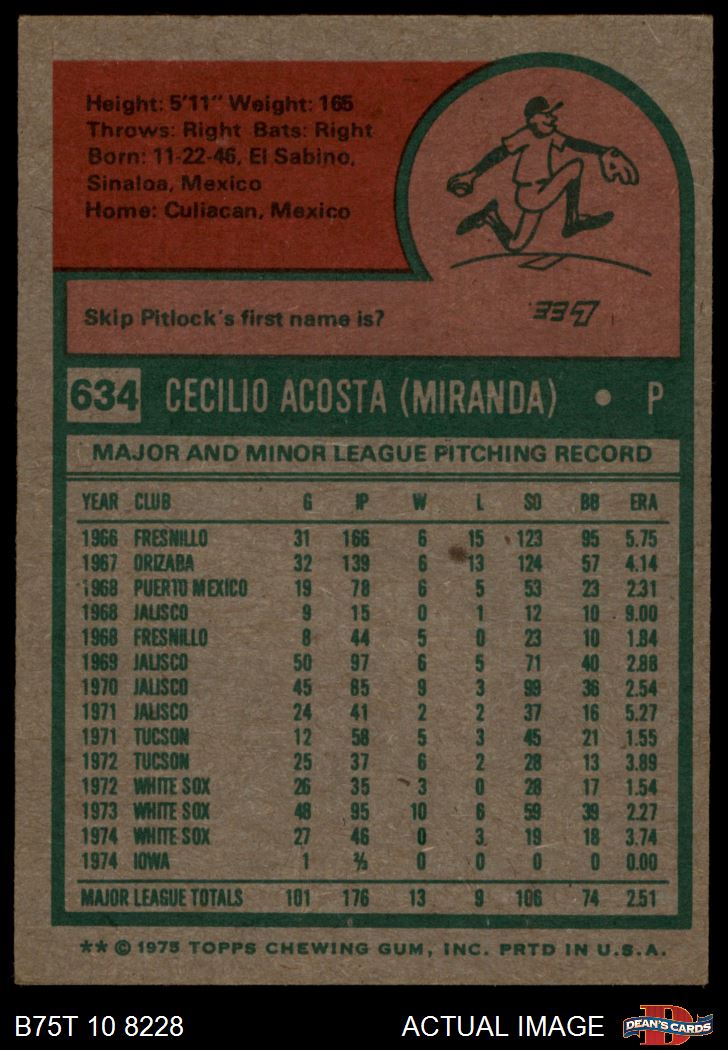 Height: 5'11" Weight: 165
Throws: Right Bats: Right
Born: 11-22-46, El Sabino,
Sinaloa, Mexico
Home: Culiacan, Mexico
Skip Pitlock's first name is?
LEE
634 CECILIO ACOSTA (MIRANDA) • P
MAJOR AND MINOR LEAGUE PITCHING RECORD
YEAR CLUB G IP W L SO BB ERA
1966 FRESNILLO 31 166 6 15 123 95 5.75
1967 ORIZABA 32 139 6 13 124 57 4.14
1968 PUERTO MEXICO 19 78 6 5 53 23 2.31
1968 JALISCO 9 15 0 1 12 10 9.00
1968 FRESNILLO 8 44 5 0 23 10 1.84
1969 JALISCO 50 97 6 5 71 40 2.88
1970 JALISCO 45 85 9 3 99 36 2.54
1971 JALISCO 24 41 2 2 37 16 5.27
1971 TUCSON 12 58 5 3 45 21 1.55
1972 TUCSON 25 37 6 2 28 13 3.89
1972 WHITE SOX 26 35 3 0 28 17 1.54
1973 WHITE SOX 48 95 10 6 59 39 2.27
1974 WHITE SOX 27 46 0 3 19 18 3.74
1974 IOWA 1 ⅔ 0 0 0 0 0.00
MAJOR LEAGUE TOTALS 101 176 13 9 106 74 2.51
** © 1975 TOPPS CHEWING GUM, INC. PRTD IN U.S.A.
B75T 10 8228 ACTUAL IMAGE DEAN'S CARDS